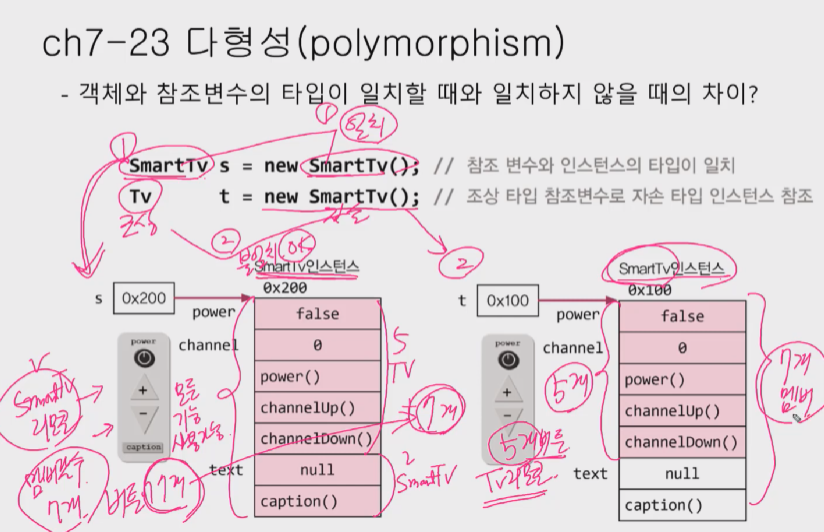 ch7-23 다형성(polymorphism)
- 객체와 참조변수의 타입이 일치할 때와 일치하지 않을 때의 차이?
① 일치
①
SmartTv s = new SmartTv(); // 참조 변수와 인스턴스의 타입이 일치
Tv t = new SmartTv(); // 조상 타입 참조변수로 자손 타입 인스턴스 참조
조상
자손
②
불일치 OK
②
SmartTv인스턴스
0x200
s
0x200
power
false
channel
0
power()
channelUp()
channelDown()
text
null
caption()
power
+
−
caption
SmartTv
리모콘
모든
기능
사용가능.
멤버갯수
7개
버튼
7개
5
TV
7개
2
SmartTV
SmartTv인스턴스
0x100
t
0x100
power
false
channel
0
power()
channelUp()
channelDown()
text
null
caption()
power
+
−
5개
5개버튼
Tv리모콘.
7개
멤버